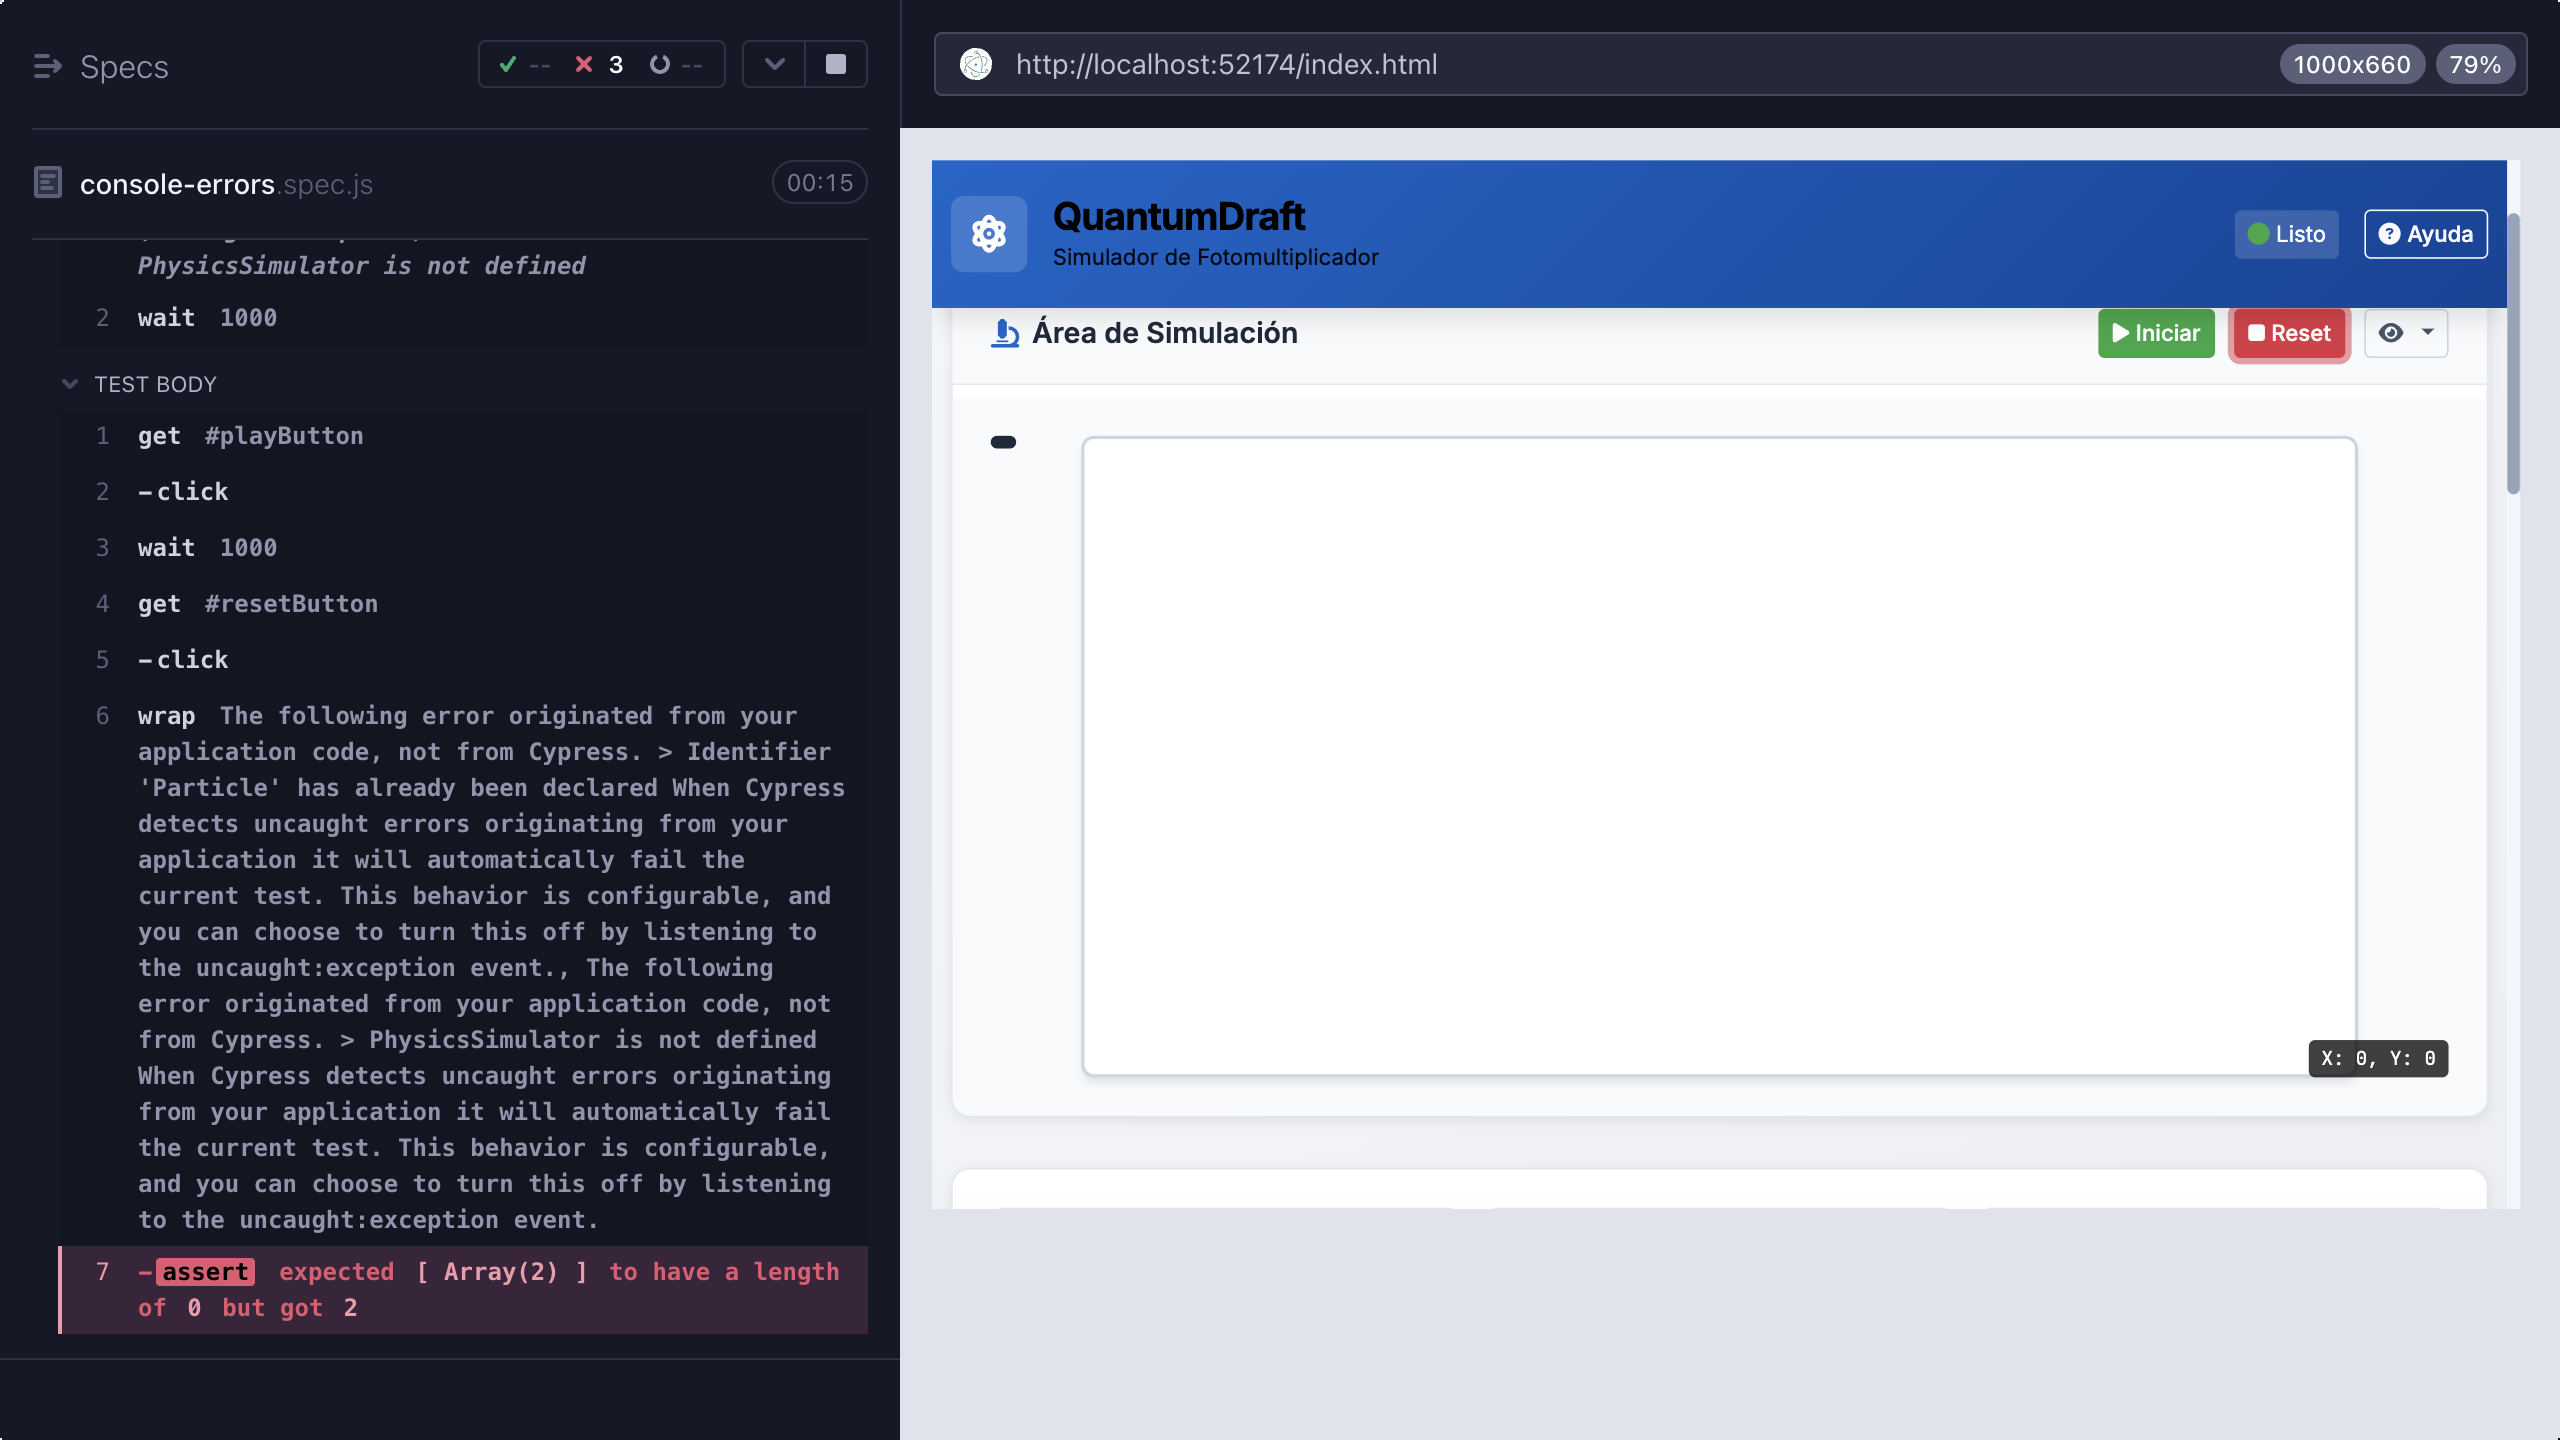 Specs
-- 3 --
console-errors.spec.js
00:15
PhysicsSimulator is not defined
2 wait 1000
TEST BODY
1 get #playButton
2 -click
3 wait 1000
4 get #resetButton
5 -click
6 wrap The following error originated from your
application code, not from Cypress. > Identifier
'Particle' has already been declared When Cypress
detects uncaught errors originating from your
application it will automatically fail the
current test. This behavior is configurable, and
you can choose to turn this off by listening to
the uncaught:exception event., The following
error originated from your application code, not
from Cypress. > PhysicsSimulator is not defined
When Cypress detects uncaught errors originating
from your application it will automatically fail
the current test. This behavior is configurable,
and you can choose to turn this off by listening
to the uncaught:exception event.
7 -assert expected [ Array(2) ] to have a length
of 0 but got 2
http://localhost:52174/index.html
1000x660 79%
QuantumDraft
Simulador de Fotomultiplicador
Listo
Ayuda
Área de Simulación
Iniciar
Reset
X: 0, Y: 0